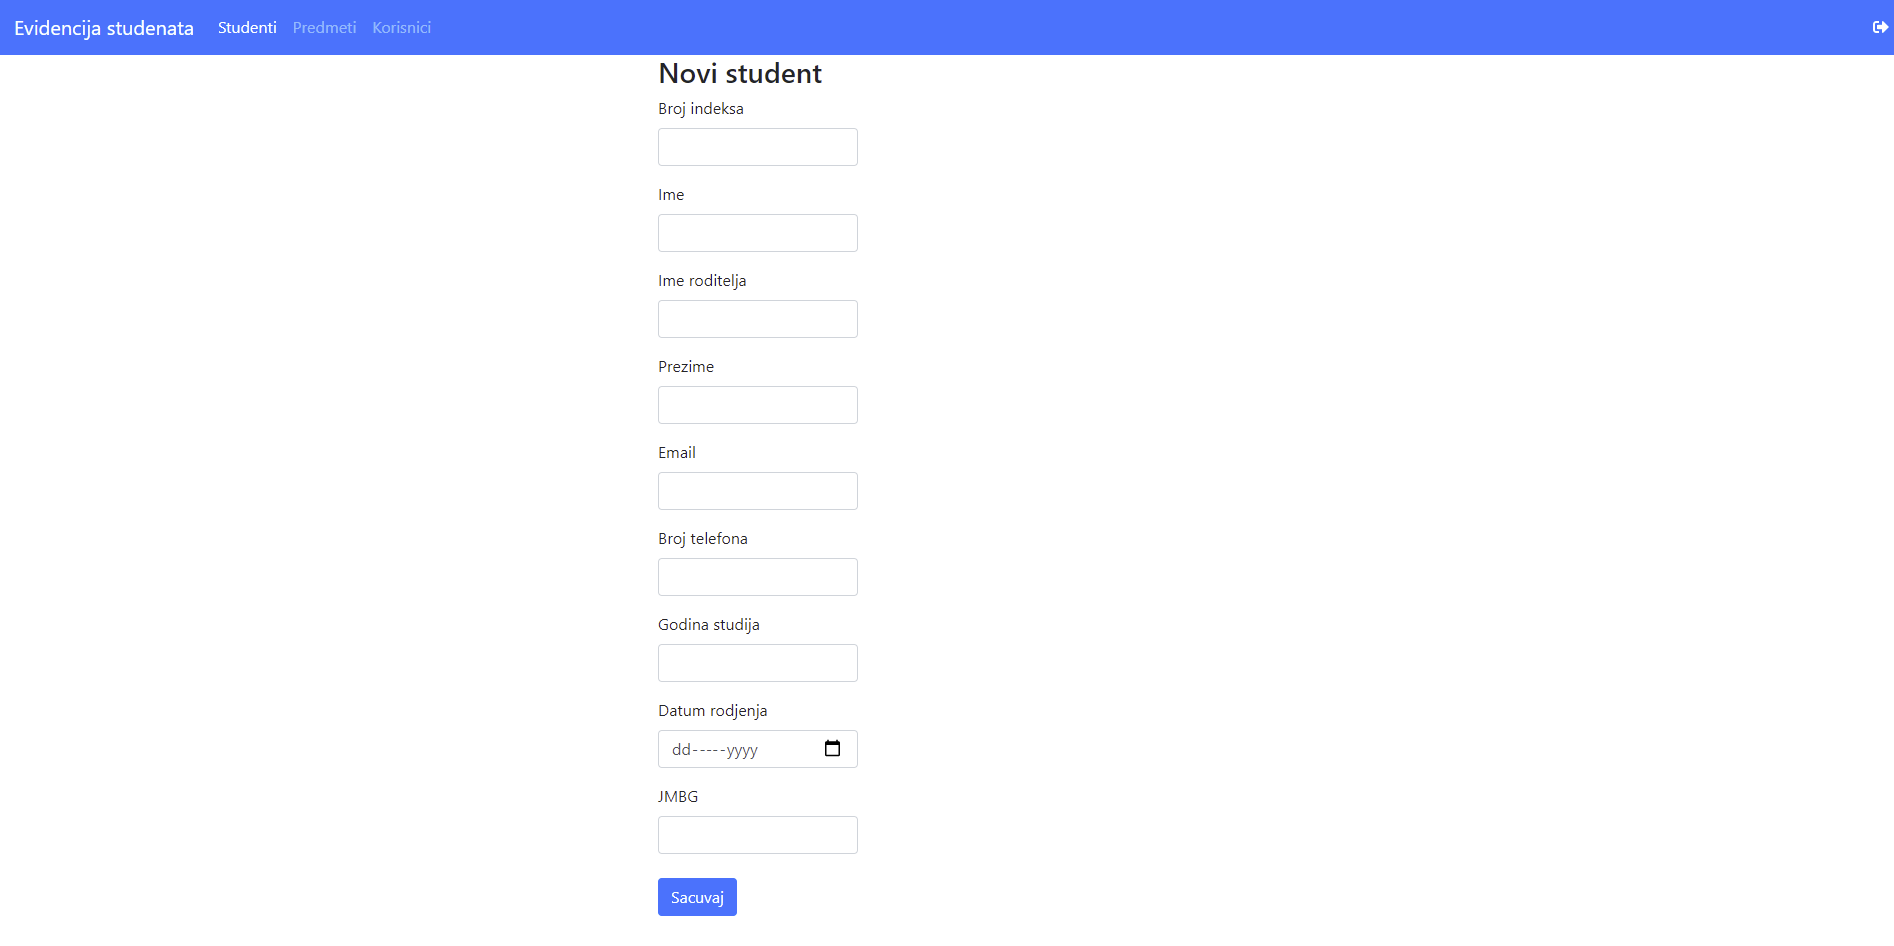 Evidencija studenata Studenti Predmeti Korisnici
Novi student
Broj indeksa
Ime
Ime roditelja
Prezime
Email
Broj telefona
Godina studija
Datum rodjenja
dd-----yyyy
JMBG
Sacuvaj